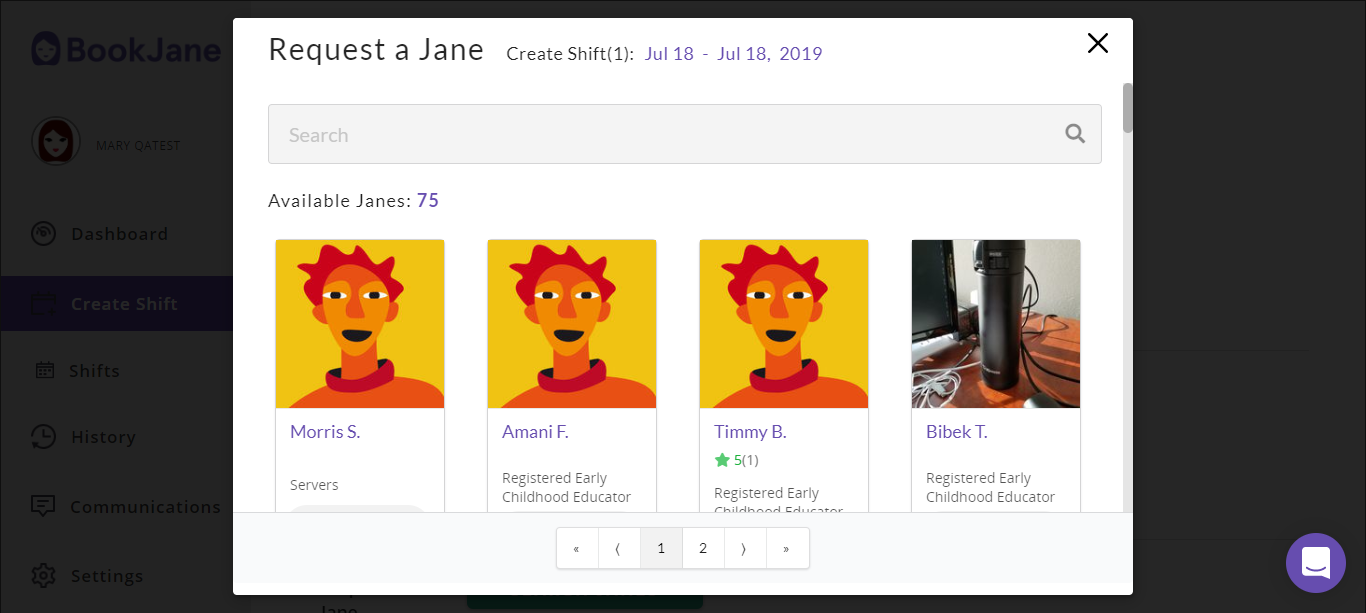 BookJane
MARY QATEST
Dashboard
Create Shift
Shifts
History
Communications
Settings
Request a Jane
Create Shift(1): Jul 18 - Jul 18, 2019
Search
Available Janes: 75
Morris S.
Servers
Amani F.
Registered Early
Childhood Educator
Timmy B.
5(1)
Registered Early
Childhood Educator
Bibek T.
Registered Early
Childhood Educator
« ⟨ 1 2 ⟩ »
Jane